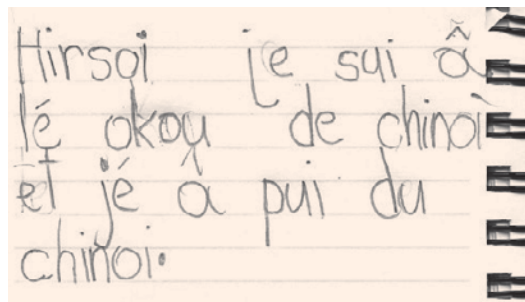 Hirsoi je sui â
lé okou de chinoi
et jé â pui du
chinoi.